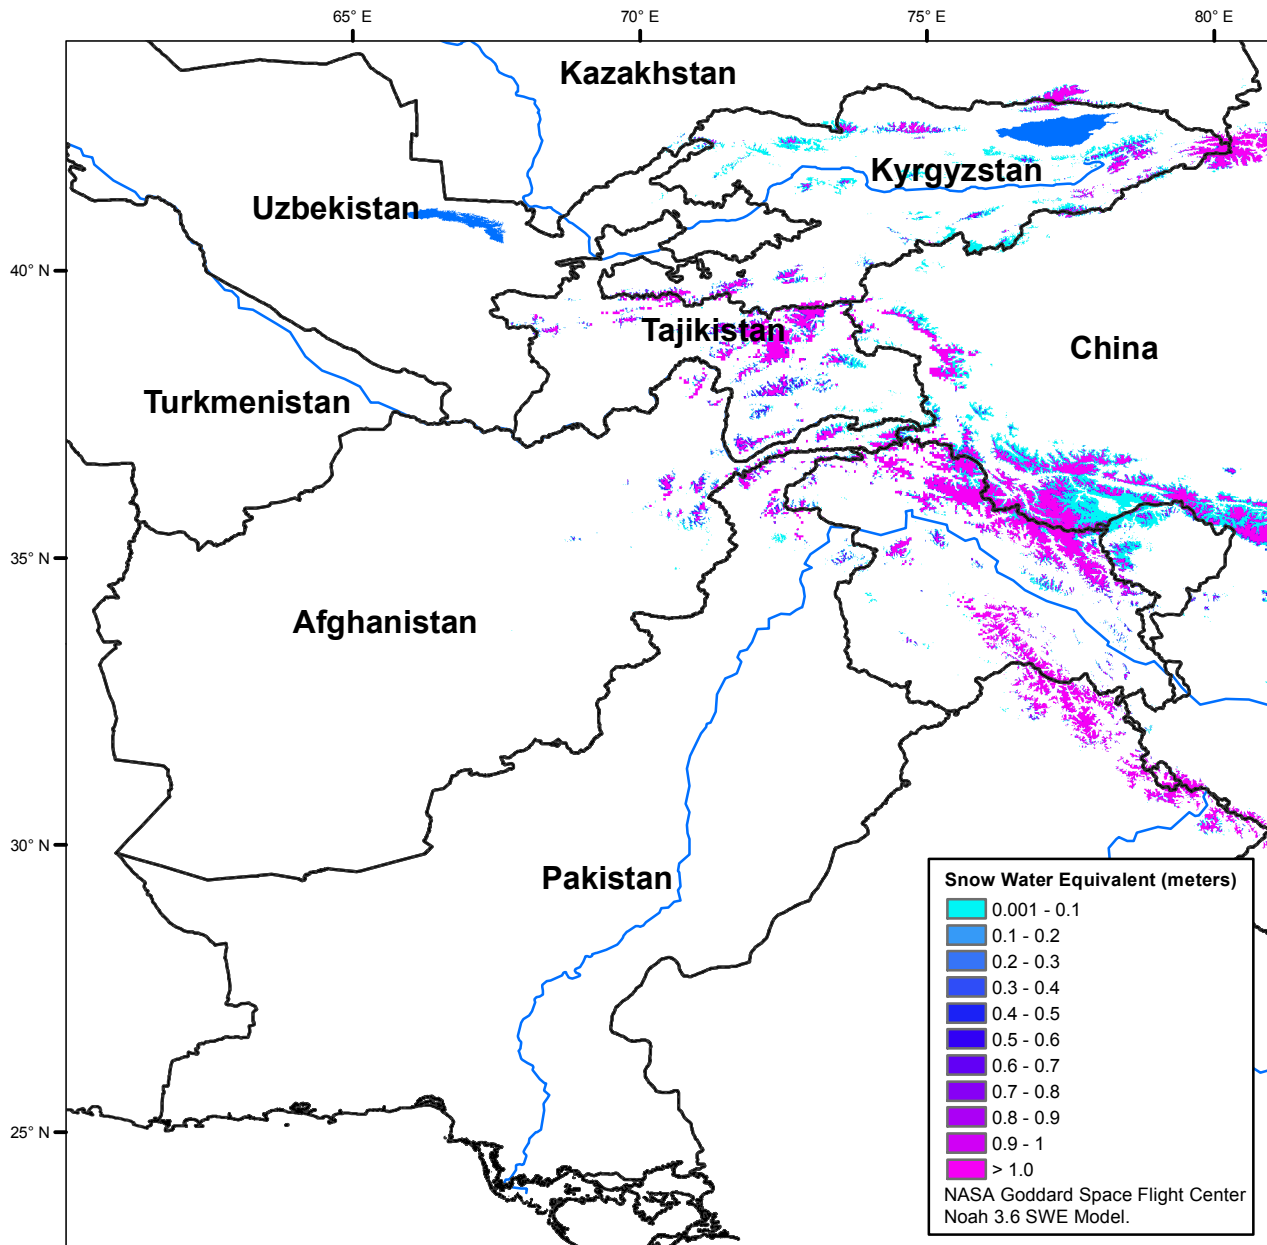 65° E
70° E
75° E
80° E
Kazakhstan
Kyrgyzstan
Uzbekistan
40° N
Tajikistan
China
Turkmenistan
35° N
Afghanistan
30° N
Pakistan
25° N
Snow Water Equivalent (meters)
0.001 - 0.1
0.1 - 0.2
0.2 - 0.3
0.3 - 0.4
0.4 - 0.5
0.5 - 0.6
0.6 - 0.7
0.7 - 0.8
0.8 - 0.9
0.9 - 1
> 1.0
NASA Goddard Space Flight Center
Noah 3.6 SWE Model.